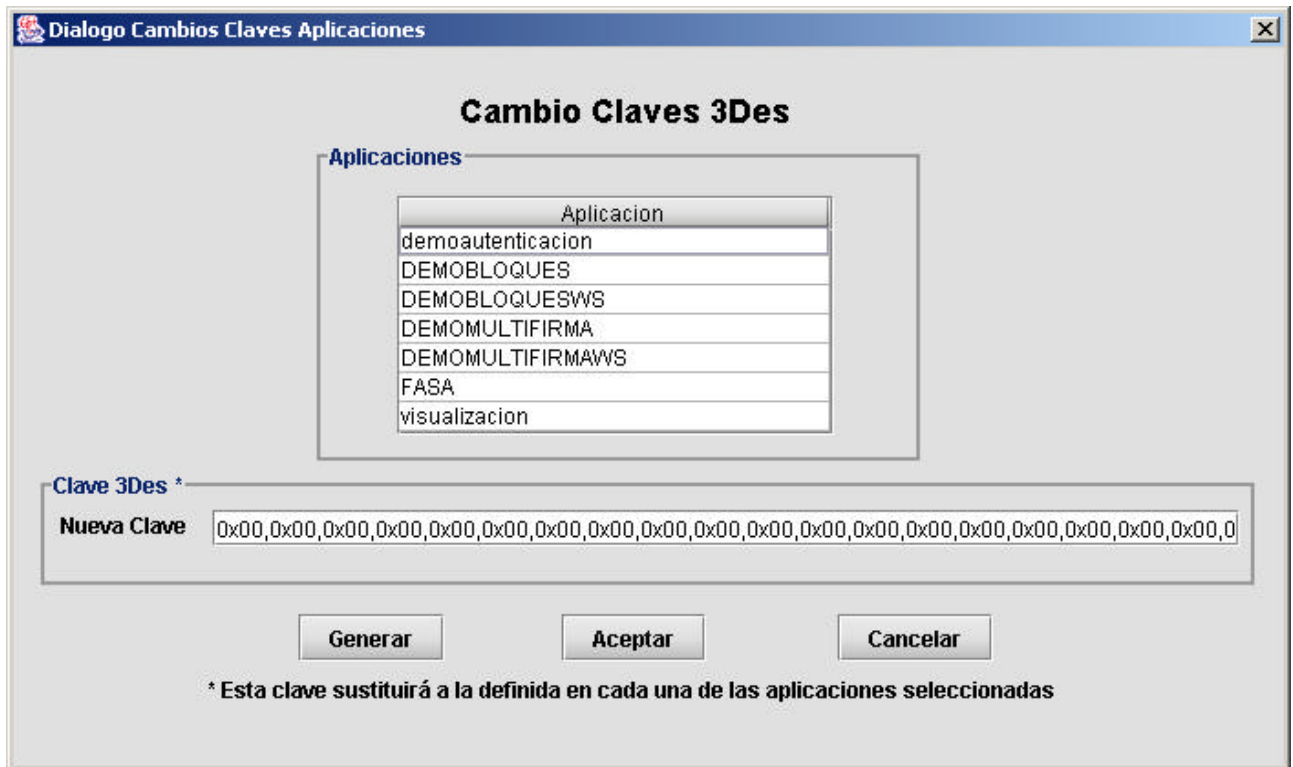 Dialogo Cambios Claves Aplicaciones
Cambio Claves 3Des
Aplicaciones
Aplicacion
demoautenticacion
DEMOBLOQUES
DEMOBLOQUESWS
DEMOMULTIFIRMA
DEMOMULTIFIRMAWS
FASA
visualizacion
Clave 3Des *
Nueva Clave 0x00,0x00,0x00,0x00,0x00,0x00,0x00,0x00,0x00,0x00,0x00,0x00,0x00,0x00,0x00,0x00,0x00,0x00,0x00,0
Generar Aceptar Cancelar
* Esta clave sustituirá a la definida en cada una de las aplicaciones seleccionadas